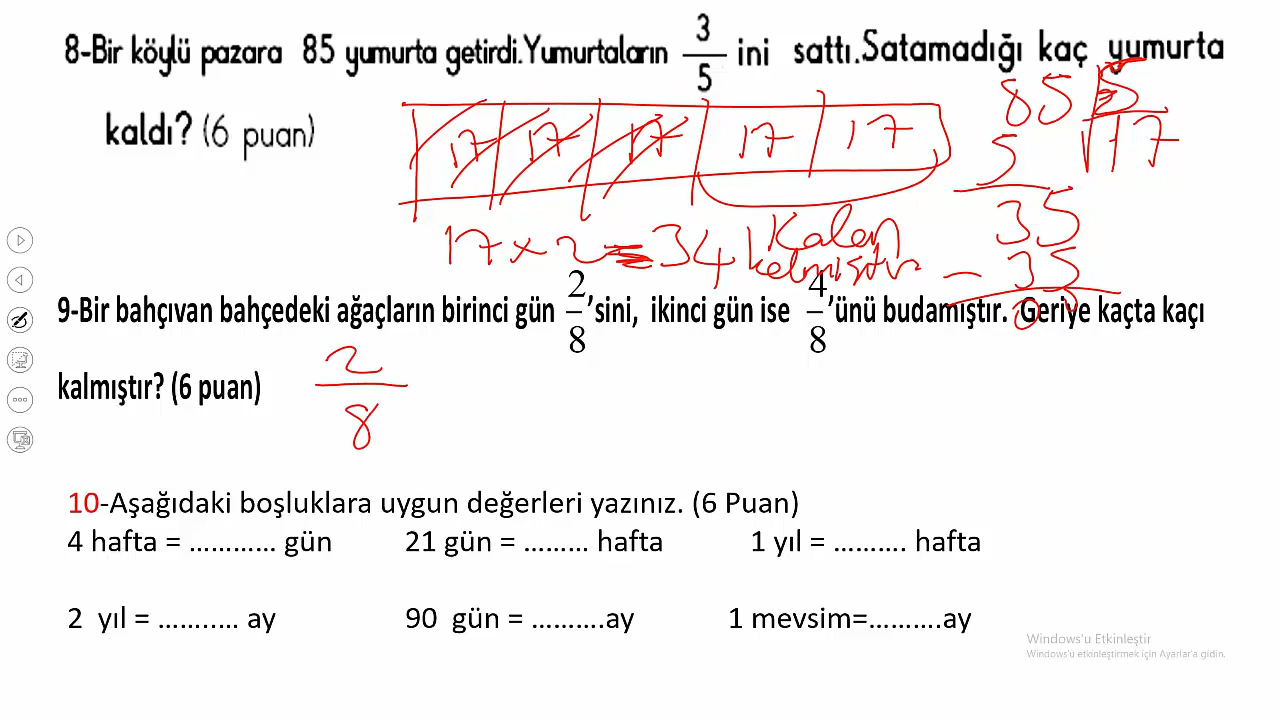 8-Bir köylü pazara 85 yumurta getirdi.Yumurtaların 3/5 ini sattı.Satamadığı kaç yumurta
kaldı? (6 puan)
17 17 17 17 17
85 5
5 17
35
- 35
00
17 x 2 = 34 Kalan
kelmıştır
9-Bir bahçıvan bahçedeki ağaçların birinci gün 2/8 'sini, ikinci gün ise 4/8 'ünü budamıştır. Geriye kaçta kaçı
kalmıştır? (6 puan)
2/8
10-Aşağıdaki boşluklara uygun değerleri yazınız. (6 Puan)
4 hafta = ………… gün 21 gün = ……… hafta 1 yıl = ………. hafta
2 yıl = …….… ay 90 gün = ……….ay 1 mevsim=……….ay
Windows'u Etkinleştir
Windows'u etkinleştirmek için Ayarlar'a gidin.